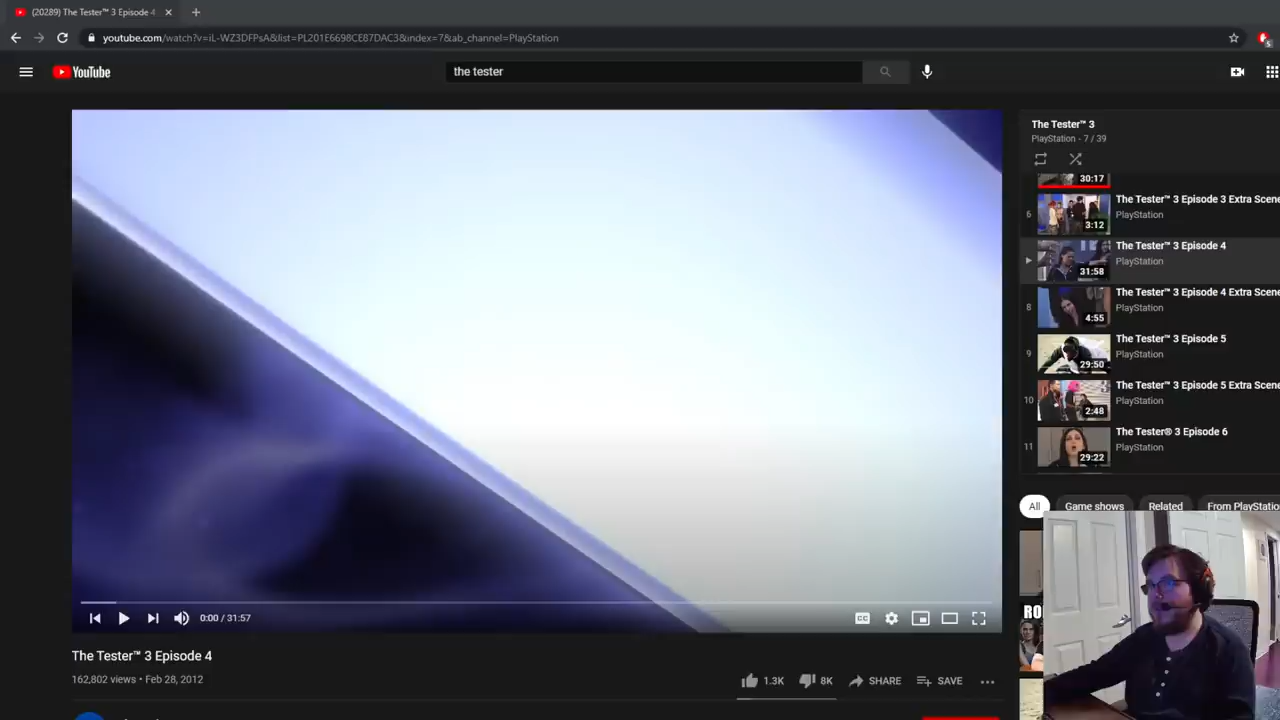 (20289) The Tester™ 3 Episode 4
youtube.com/watch?v=iL-WZ3DFPsA&list=PL201E6698CE87DAC3&index=7&ab_channel=PlayStation
5
YouTube
the tester
The Tester™ 3
PlayStation - 7 / 39
30:17
6
The Tester™ 3 Episode 3 Extra Scene
PlayStation
3:12
The Tester™ 3 Episode 4
PlayStation
31:58
8
The Tester™ 3 Episode 4 Extra Scene
PlayStation
4:55
9
The Tester™ 3 Episode 5
PlayStation
29:50
10
The Tester™ 3 Episode 5 Extra Scene
PlayStation
2:48
11
The Tester® 3 Episode 6
PlayStation
29:22
All
Game shows
Related
From PlayStatio
RO
0:00 / 31:57
CC
The Tester™ 3 Episode 4
162,802 views • Feb 28, 2012
1.3K
8K
SHARE
SAVE